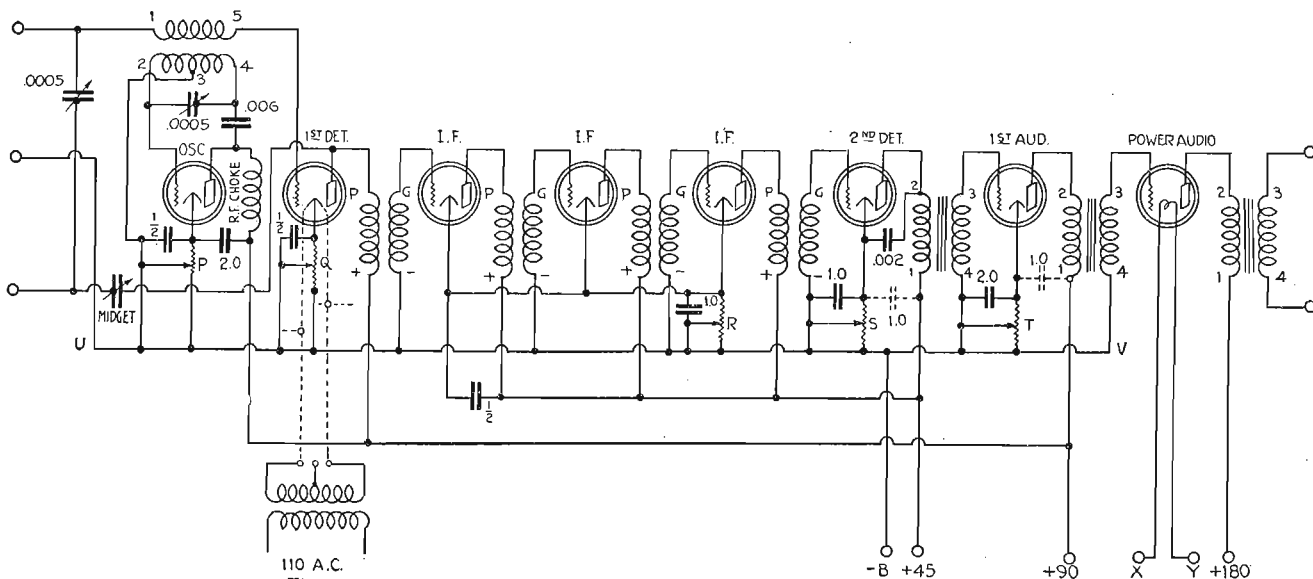 1 5
2 4
3
.0005
.006
.0005
OSC
R.F. CHOKE
1ST DET.
I.F.
I.F
I.F.
2ND DET.
1ST AUD.
POWER AUDIO
P G P G P G P G
2 3 2 3 2 3
1/2
2.0
P
1/2
Q
+ - + - + - + -
1.0
R
1.0
.002
S
1.0
1
4
2.0
T
1.0
1
4
1
4
MIDGET
U
V
1/2
110 A.C.
-B +45 +90 X Y +180